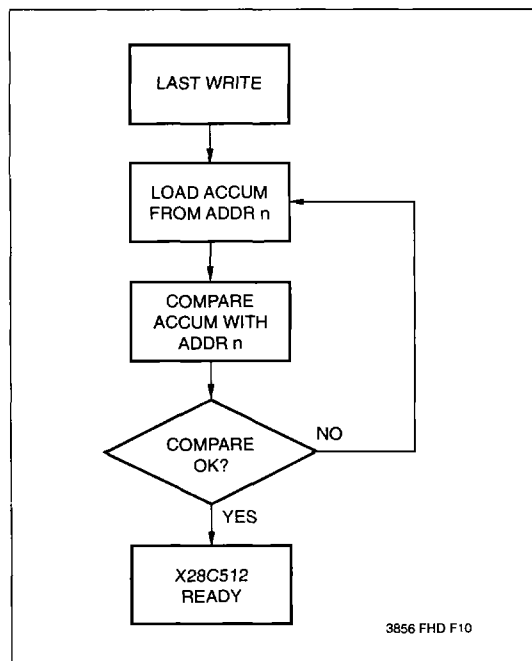 LAST WRITE
LOAD ACCUM
FROM ADDR n
COMPARE
ACCUM WITH
ADDR n
COMPARE
OK?
NO
YES
X28C512
READY
3856 FHD F10